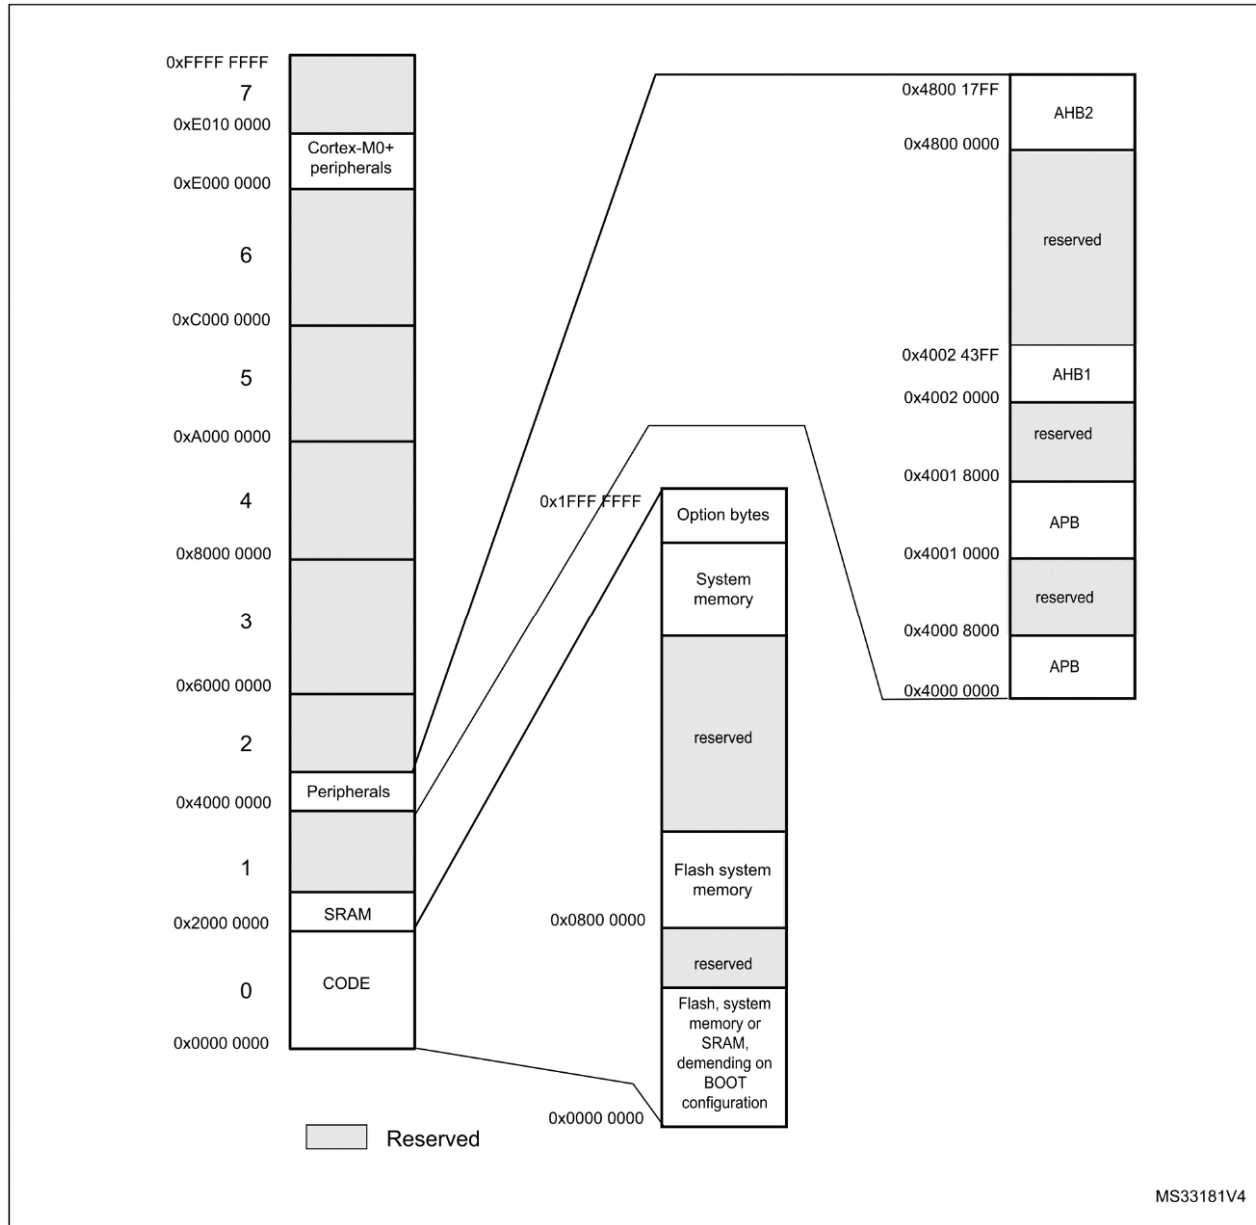 0xFFFF FFFF
7
0xE010 0000
Cortex-M0+
peripherals
0xE000 0000
6
0xC000 0000
5
0xA000 0000
4
0x8000 0000
3
0x6000 0000
2
Peripherals
0x4000 0000
1
SRAM
0x2000 0000
CODE
0
0x0000 0000
Reserved
0x1FFF FFFF
Option bytes
System
memory
reserved
Flash system
memory
0x0800 0000
reserved
Flash, system
memory or
SRAM,
demending on
BOOT
configuration
0x0000 0000
0x4800 17FF
AHB2
0x4800 0000
reserved
0x4002 43FF
AHB1
0x4002 0000
reserved
0x4001 8000
APB
0x4001 0000
reserved
0x4000 8000
APB
0x4000 0000
MS33181V4